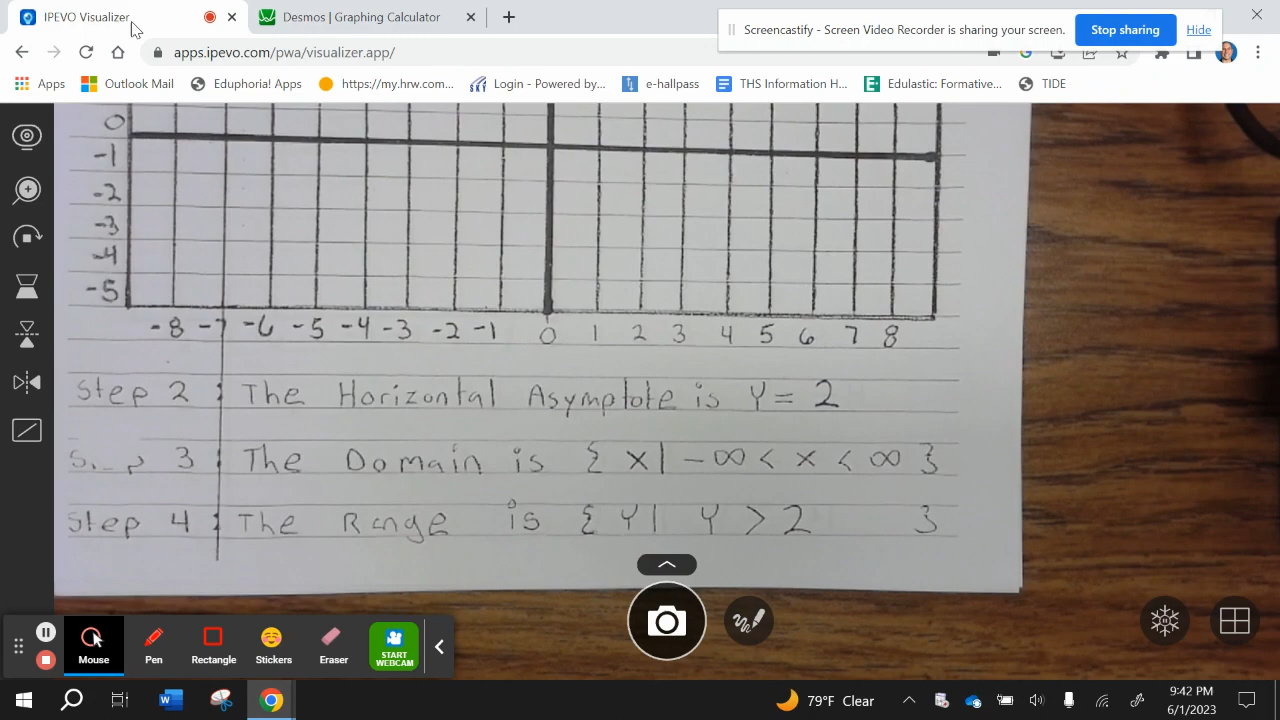 IPEVO Visualizer
Desmos | Graphing Calculator
Screencastify - Screen Video Recorder is sharing your screen.
Stop sharing
Hide
apps.ipevo.com/pwa/visualizer.app/
Apps
Outlook Mail
Euphoria! Agenda
https://my.hrw.com...
Login - Powered by...
e-hallpass
THS Information H...
Edulastic: Formative...
TIDE
0
-1
-2
-3
-4
-5
-8 -7 -6 -5 -4 -3 -2 -1 0 1 2 3 4 5 6 7 8
Step 2 : The Horizontal Asymptote is Y = 2
3 : The Domain is { X | -∞ < x < ∞ }
Step 4 : The Range is { Y | Y > 2 }
Mouse
Pen
Rectangle
Stickers
Eraser
START
WEBCAM
79°F Clear
9:42 PM
6/1/2023